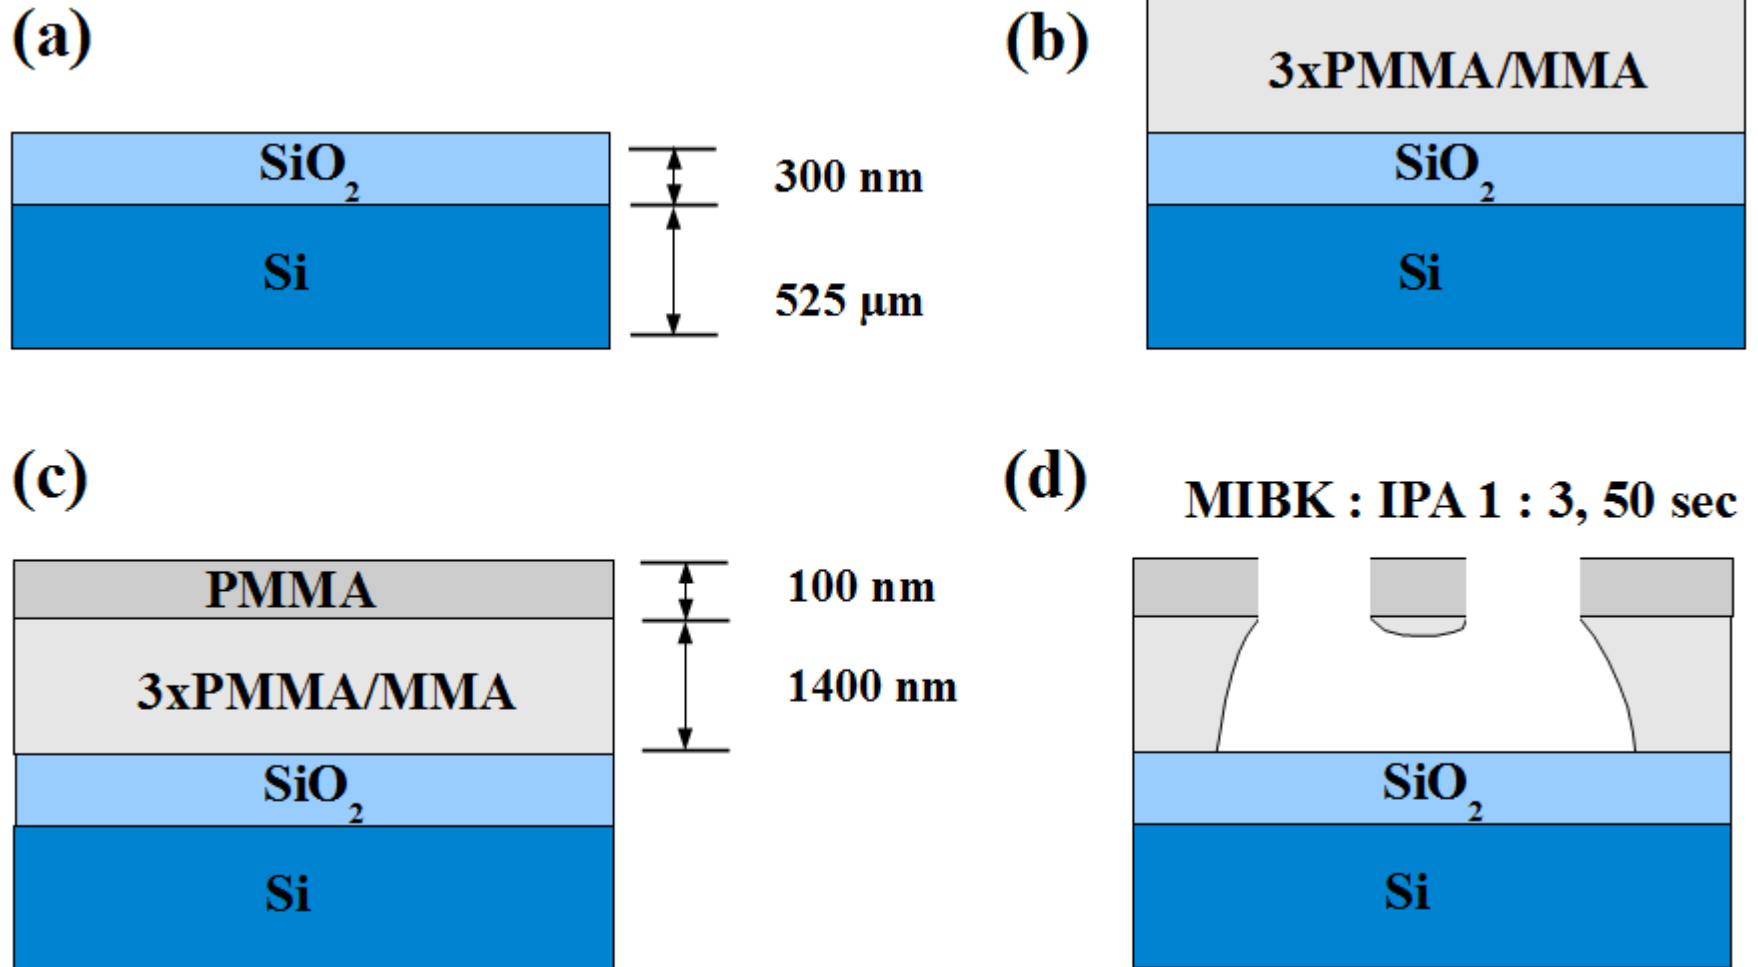 (a)
SiO2
300 nm
Si
525 μm
(b)
3xPMMA/MMA
SiO2
Si
(c)
PMMA
100 nm
3xPMMA/MMA
1400 nm
SiO2
Si
(d)
MIBK : IPA 1 : 3, 50 sec
SiO2
Si